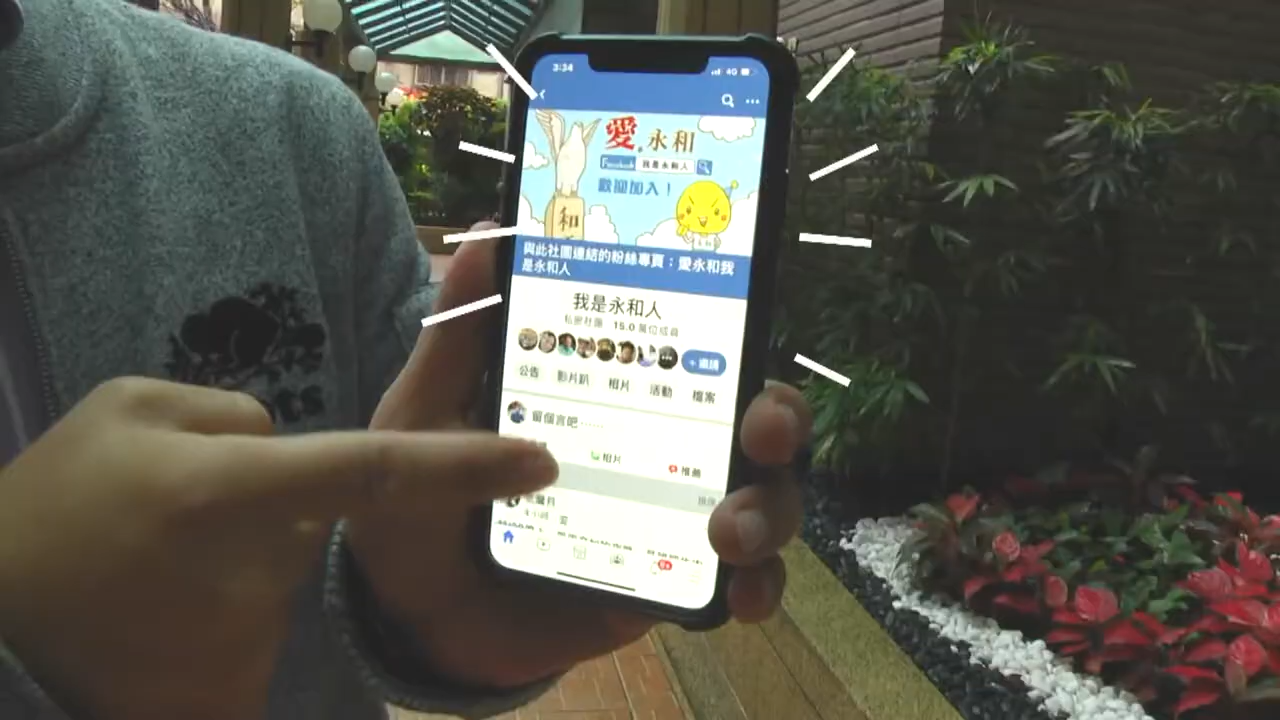 3:34
4G
愛永和
Facebook 我是永和人
歡迎加入！
和
與此社團連結的粉絲專頁：愛永和我
是永和人
我是永和人
私密社團 15.0 萬位成員
+ 邀請
公告 影片趴 相片 活動 檔案
留個言吧……
相片 推薦